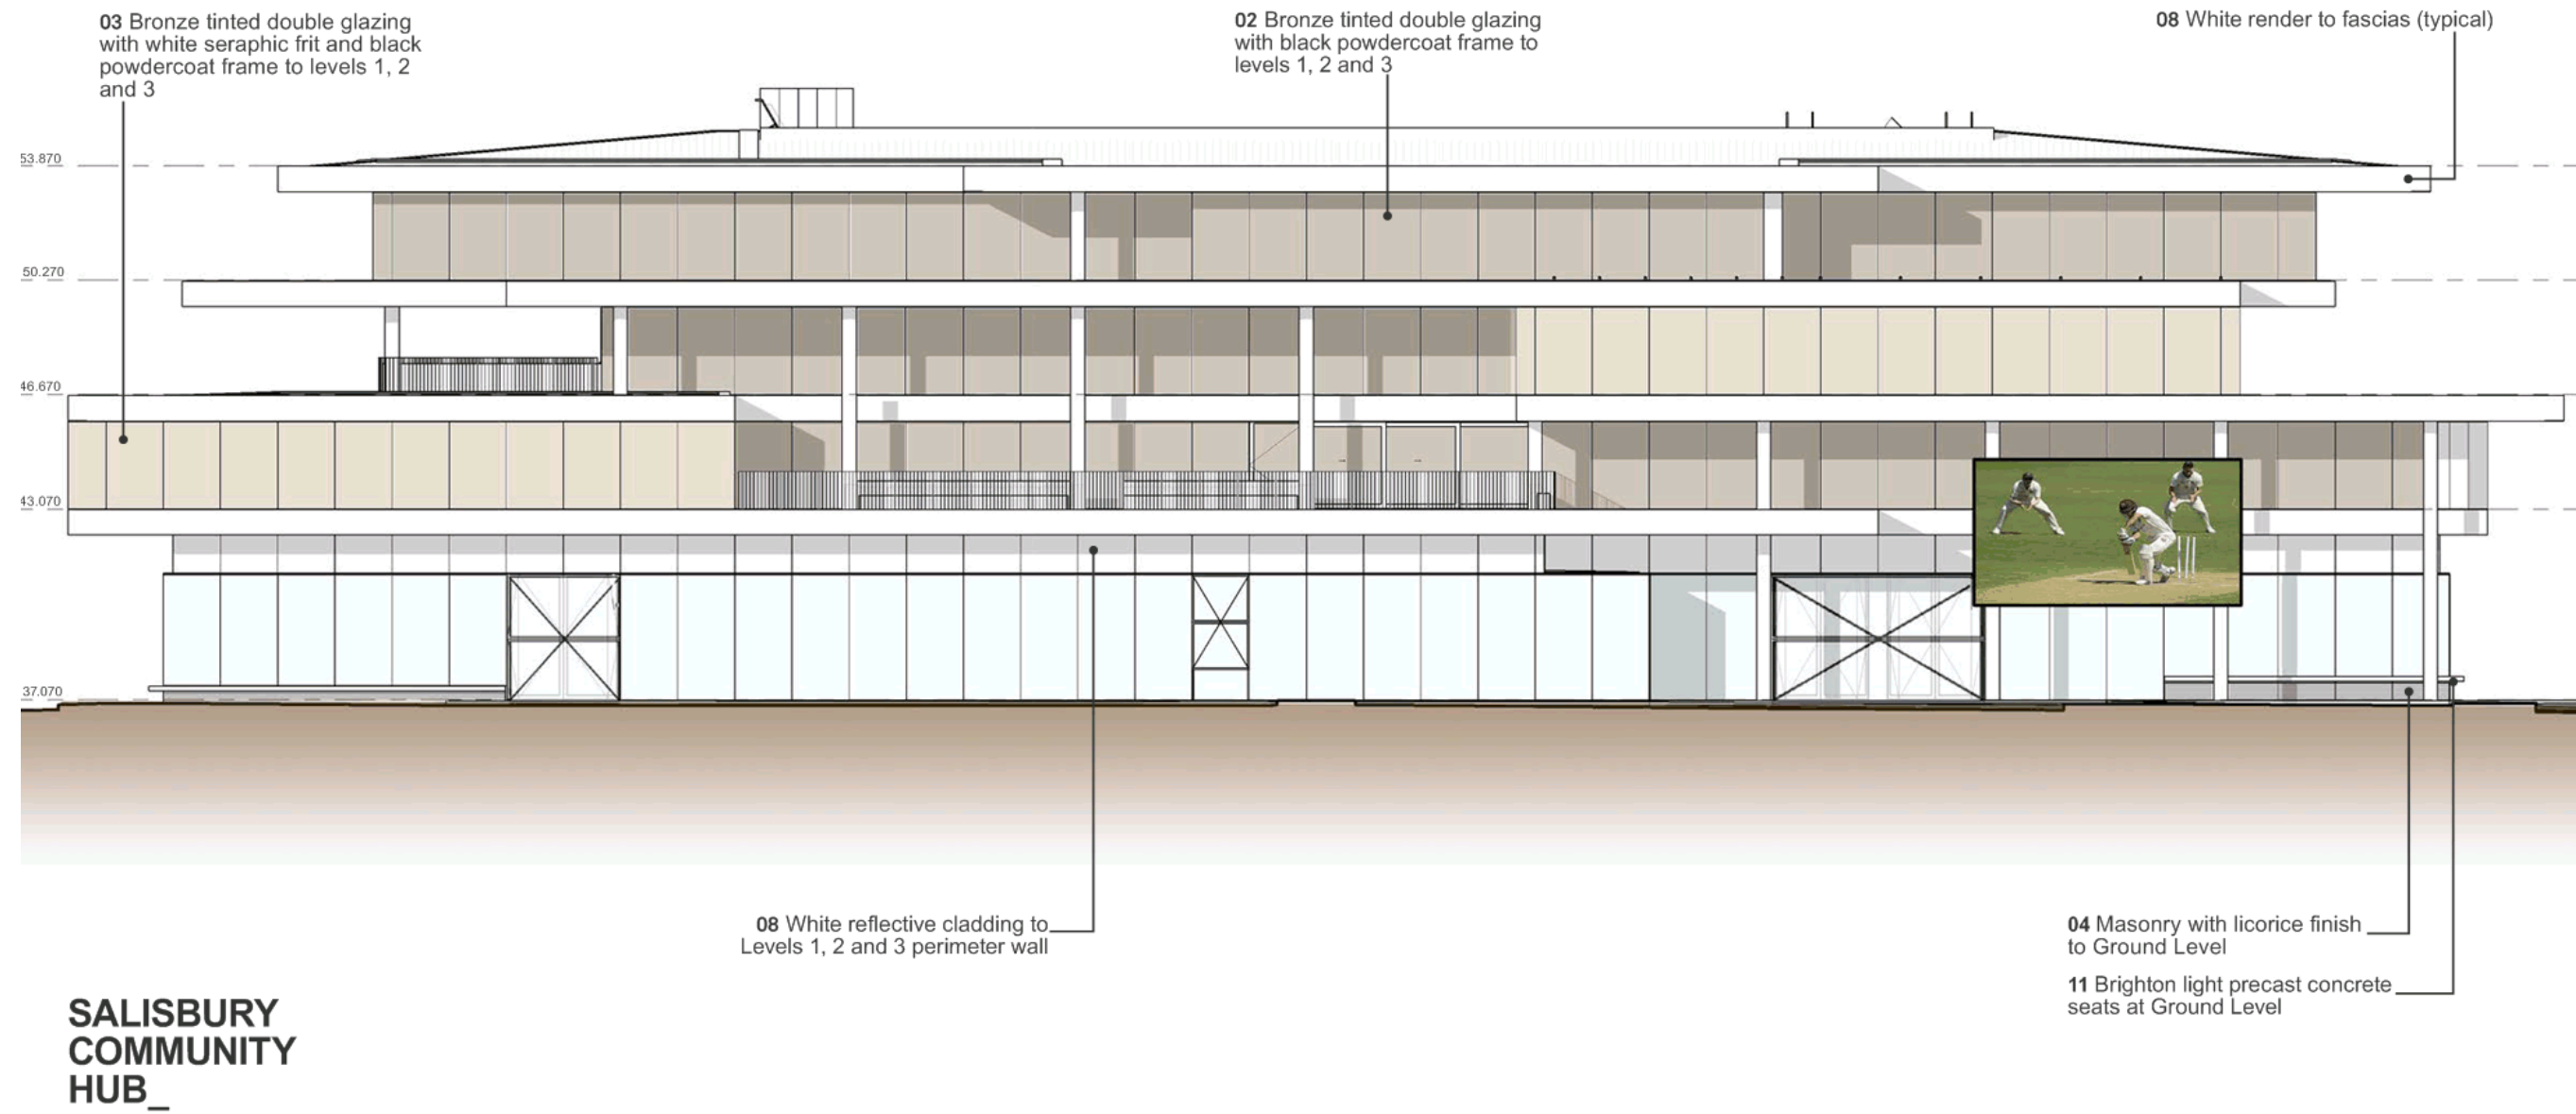 03 Bronze tinted double glazing
with white seraphic frit and black
powdercoat frame to levels 1, 2
and 3
02 Bronze tinted double glazing
with black powdercoat frame to
levels 1, 2 and 3
08 White render to fascias (typical)
53.870
50.270
46.670
43.070
37.070
08 White reflective cladding to
Levels 1, 2 and 3 perimeter wall
04 Masonry with licorice finish
to Ground Level
11 Brighton light precast concrete
seats at Ground Level
SALISBURY
COMMUNITY
HUB_